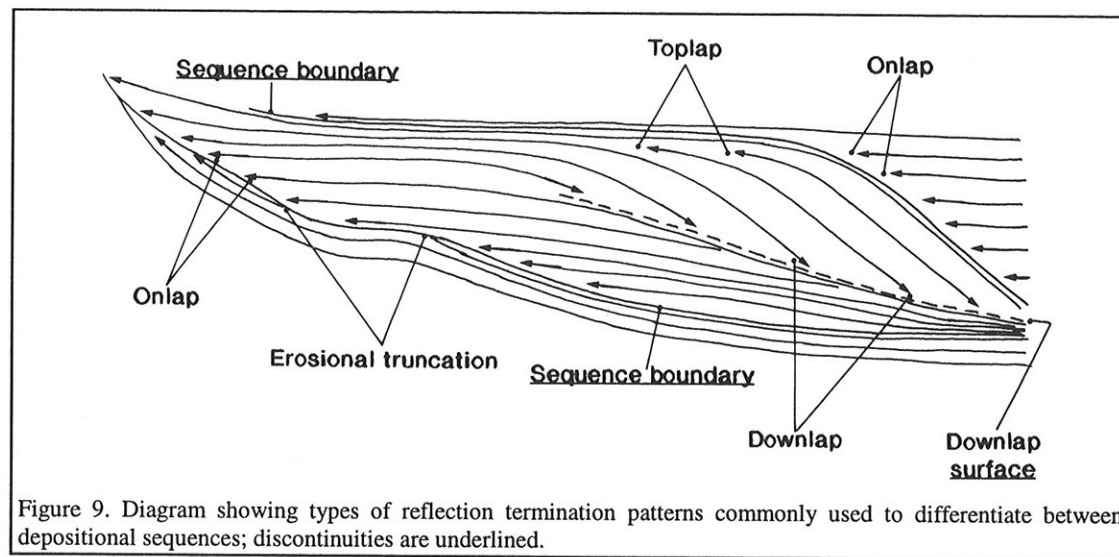 Sequence boundary
Toplap
Onlap
Onlap
Erosional truncation
Sequence boundary
Downlap
Downlap
surface
Figure 9. Diagram showing types of reflection termination patterns commonly used to differentiate between
depositional sequences; discontinuities are underlined.